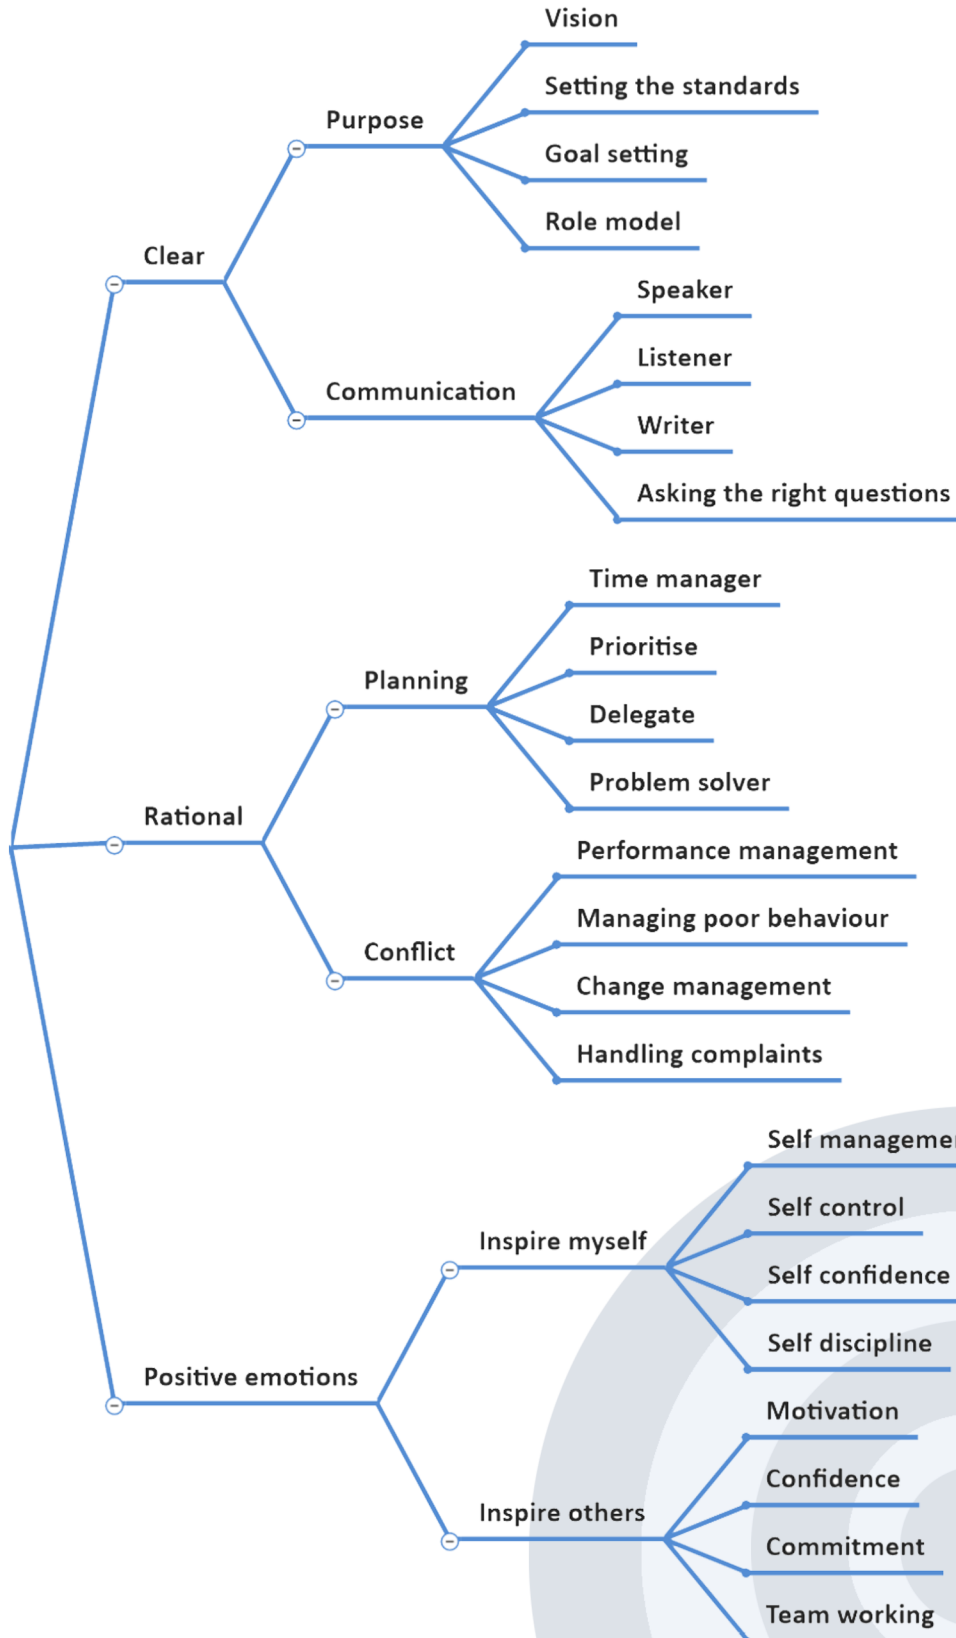 Vision
Setting the standards
Purpose
Goal setting
Role model
Clear
Speaker
Listener
Communication
Writer
Asking the right questions
Time manager
Prioritise
Planning
Delegate
Problem solver
Rational
Performance management
Managing poor behaviour
Conflict
Change management
Handling complaints
Self manageme
Self control
Inspire myself
Self confidence
Self discipline
Positive emotions
Motivation
Confidence
Inspire others
Commitment
Team working